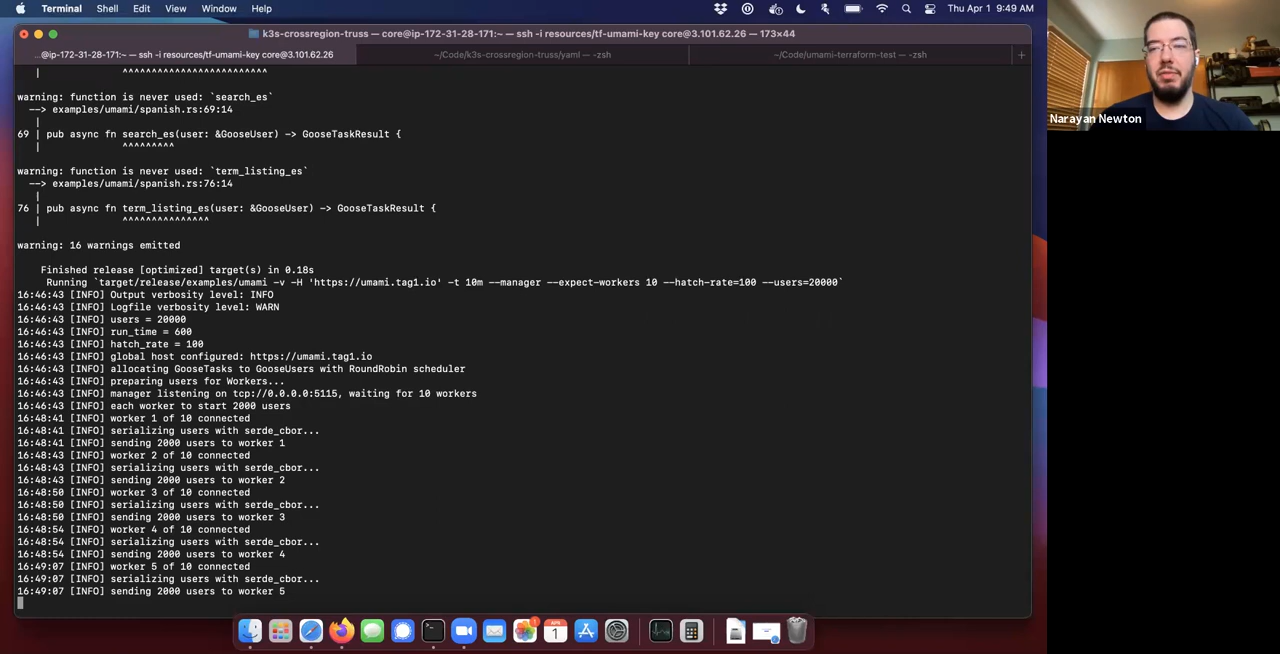 Terminal Shell Edit View Window Help Thu Apr 1 9:49 AM
k3s-crossregion-truss — core@ip-172-31-28-171:~ — ssh -i resources/tf-umami-key core@3.101.62.26 — 173×44
...@ip-172-31-28-171:~ — ssh -i resources/tf-umami-key core@3.101.62.26 ~/Code/k3s-crossregion-truss/yaml — -zsh ~/Code/umami-terraform-test — -zsh +
| ^^^^^^^^^^^^^^^^^^^^^^^^^
warning: function is never used: `search_es`
--> examples/umami/spanish.rs:69:14
|
69 | pub async fn search_es(user: &GooseUser) -> GooseTaskResult {
| ^^^^^^^^^
warning: function is never used: `term_listing_es`
--> examples/umami/spanish.rs:76:14
|
76 | pub async fn term_listing_es(user: &GooseUser) -> GooseTaskResult {
| ^^^^^^^^^^^^^^^
warning: 16 warnings emitted
Finished release [optimized] target(s) in 0.18s
Running `target/release/examples/umami -v -H 'https://umami.tag1.io' -t 10m --manager --expect-workers 10 --hatch-rate=100 --users=20000`
16:46:43 [INFO] Output verbosity level: INFO
16:46:43 [INFO] Logfile verbosity level: WARN
16:46:43 [INFO] users = 20000
16:46:43 [INFO] run_time = 600
16:46:43 [INFO] hatch_rate = 100
16:46:43 [INFO] global host configured: https://umami.tag1.io
16:46:43 [INFO] allocating GooseTasks to GooseUsers with RoundRobin scheduler
16:46:43 [INFO] preparing users for Workers...
16:46:43 [INFO] manager listening on tcp://0.0.0.0:5115, waiting for 10 workers
16:46:43 [INFO] each worker to start 2000 users
16:48:41 [INFO] worker 1 of 10 connected
16:48:41 [INFO] serializing users with serde_cbor...
16:48:41 [INFO] sending 2000 users to worker 1
16:48:43 [INFO] worker 2 of 10 connected
16:48:43 [INFO] serializing users with serde_cbor...
16:48:43 [INFO] sending 2000 users to worker 2
16:48:50 [INFO] worker 3 of 10 connected
16:48:50 [INFO] serializing users with serde_cbor...
16:48:50 [INFO] sending 2000 users to worker 3
16:48:54 [INFO] worker 4 of 10 connected
16:48:54 [INFO] serializing users with serde_cbor...
16:48:54 [INFO] sending 2000 users to worker 4
16:49:07 [INFO] worker 5 of 10 connected
16:49:07 [INFO] serializing users with serde_cbor...
16:49:07 [INFO] sending 2000 users to worker 5
Narayan Newton
APR
1
1